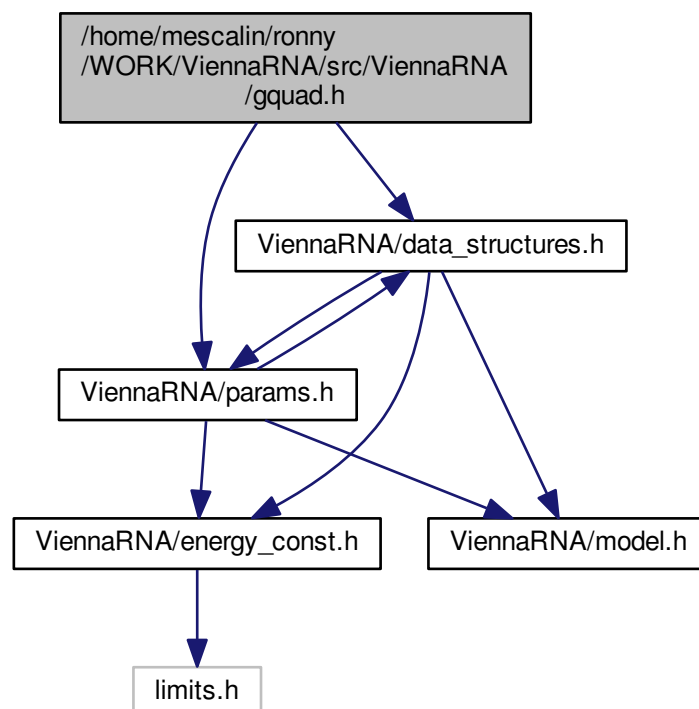 /home/mescalin/ronny
/WORK/ViennaRNA/src/ViennaRNA
/gquad.h
ViennaRNA/data_structures.h
ViennaRNA/params.h
ViennaRNA/energy_const.h
ViennaRNA/model.h
limits.h